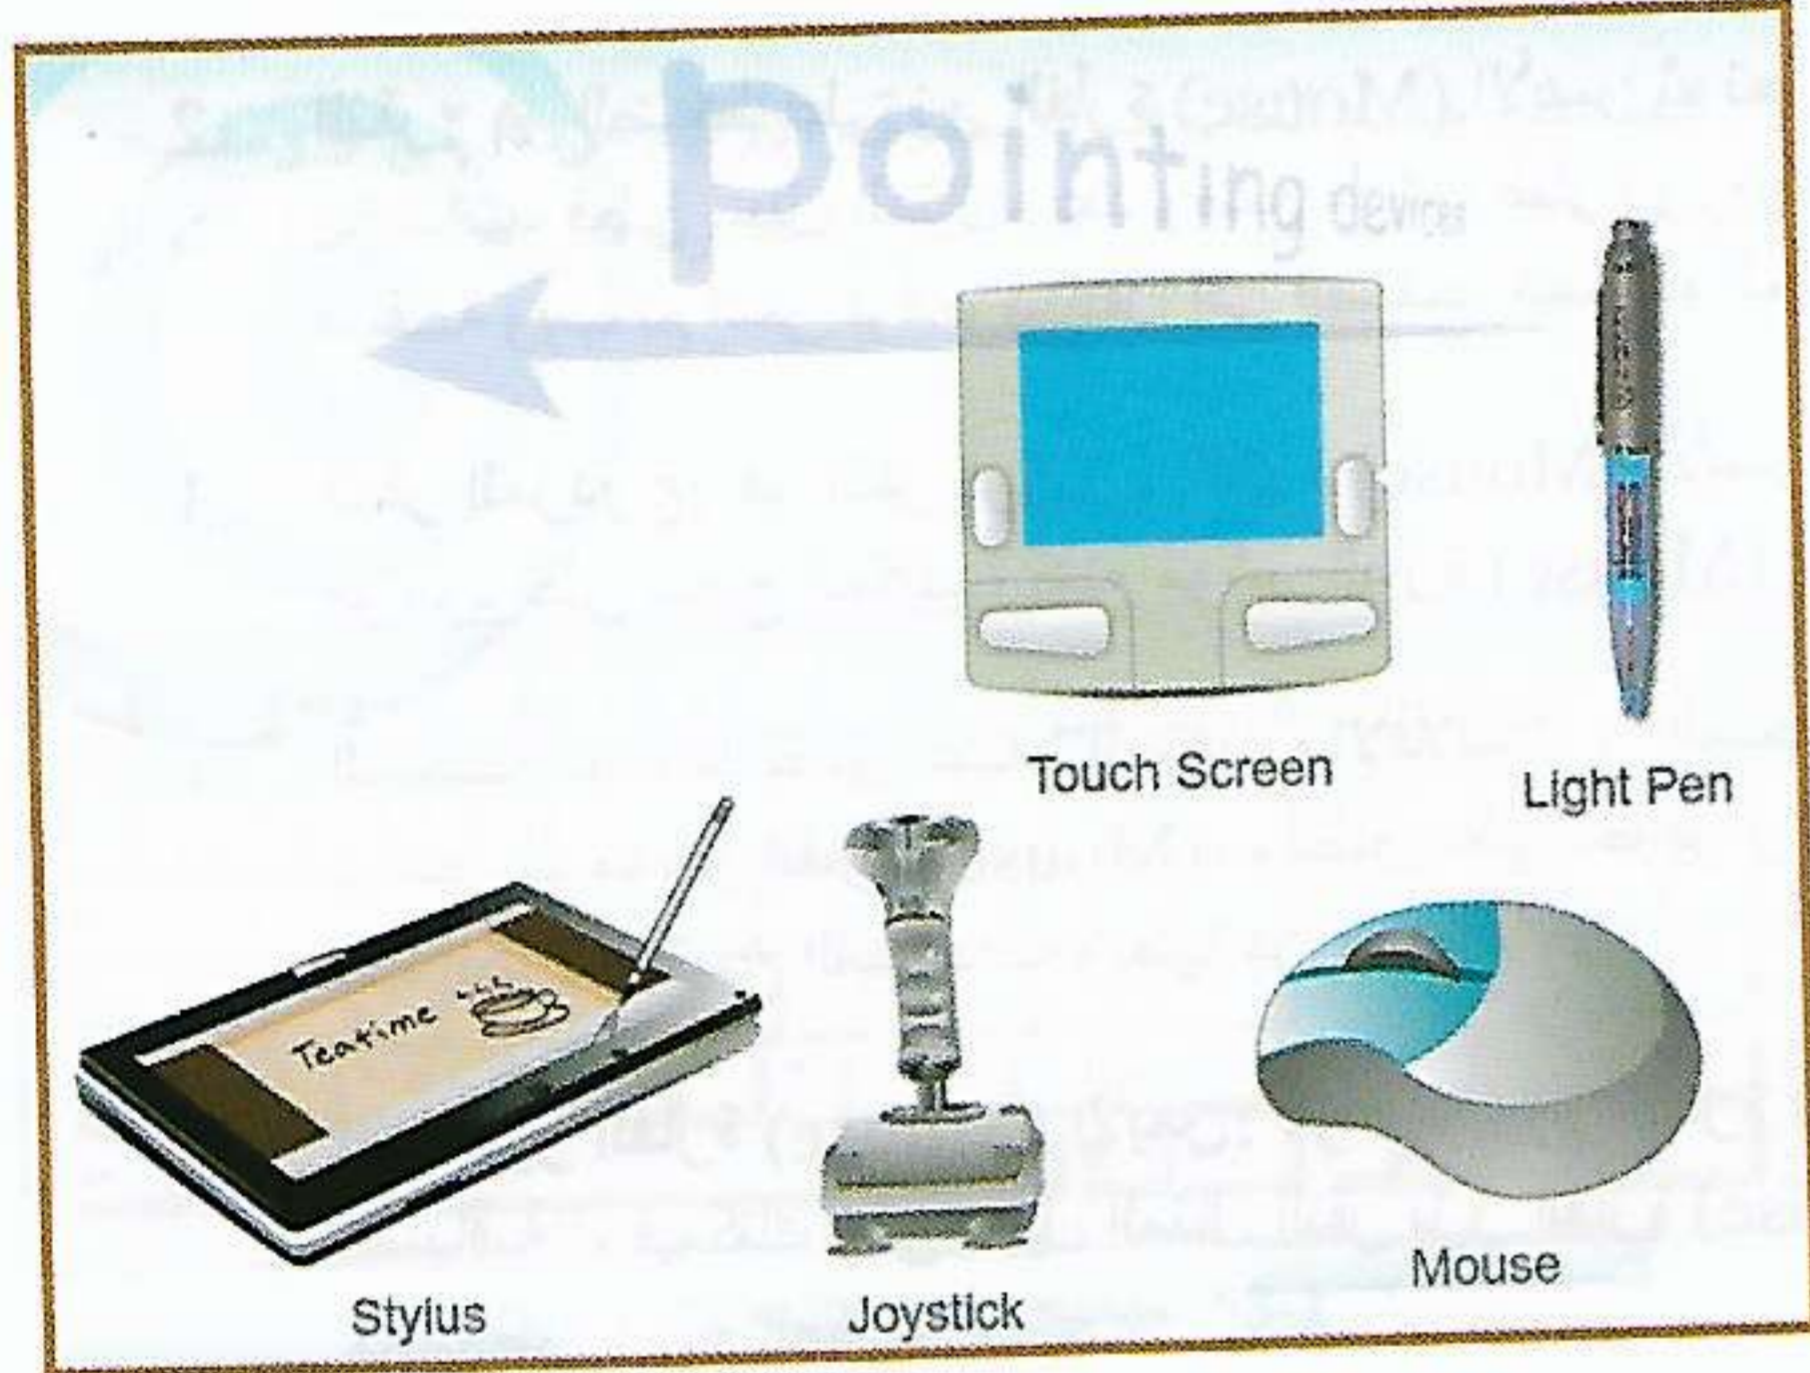 pointing devices
Touch Screen
Light Pen
Teatime
Stylus
Joystick
Mouse